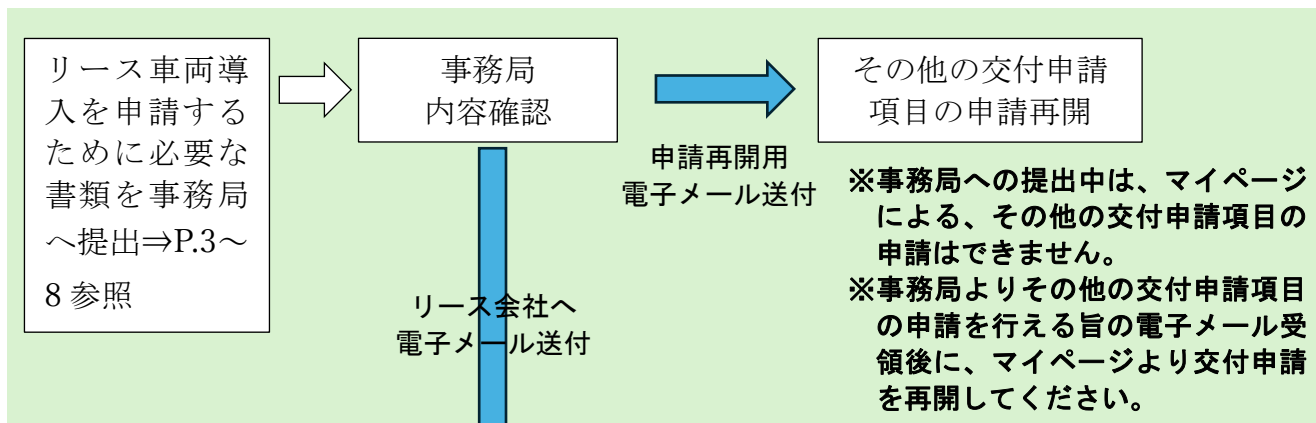 リース車両導
入を申請する
ために必要な
書類を事務局
へ提出⇒P.3～
8 参照
事務局
内容確認
リース会社へ
電子メール送付
申請再開用
電子メール送付
その他の交付申請
項目の申請再開
※事務局への提出中は、マイページ
による、その他の交付申請項目の
申請はできません。
※事務局よりその他の交付申請項目
の申請を行える旨の電子メール受
領後に、マイページより交付申請
を再開してください。